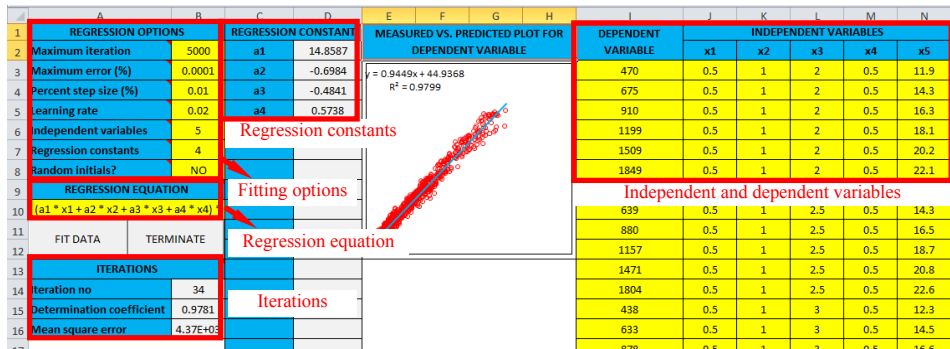 A B C D E F G H I J K L M N
1 REGRESSION OPTIONS REGRESSION CONSTANT MEASURED VS. PREDICTED PLOT FOR DEPENDENT INDEPENDENT VARIABLES
2 Maximum iteration 5000 a1 14.8587 DEPENDENT VARIABLE VARIABLE x1 x2 x3 x4 x5
3 Maximum error (%) 0.0001 a2 -0.6984 y = 0.9449x + 44.9368 470 0.5 1 2 0.5 11.9
4 Percent step size (%) 0.01 a3 -0.4841 R² = 0.9799 675 0.5 1 2 0.5 14.3
5 Learning rate 0.02 a4 0.5738 910 0.5 1 2 0.5 16.3
6 Independent variables 5 Regression constants 1199 0.5 1 2 0.5 18.1
7 Regression constants 4 1509 0.5 1 2 0.5 20.2
8 Random initials? NO 1849 0.5 1 2 0.5 22.1
9 REGRESSION EQUATION Fitting options Independent and dependent variables
10 (a1 * x1 + a2 * x2 + a3 * x3 + a4 * x4) 639 0.5 1 2.5 0.5 14.3
11 FIT DATA TERMINATE Regression equation 880 0.5 1 2.5 0.5 16.5
12 1157 0.5 1 2.5 0.5 18.7
13 ITERATIONS 1471 0.5 1 2.5 0.5 20.8
14 Iteration no 34 Iterations 1804 0.5 1 2.5 0.5 22.6
15 Determination coefficient 0.9781 438 0.5 1 3 0.5 12.3
16 Mean square error 4.37E+03 633 0.5 1 3 0.5 14.5